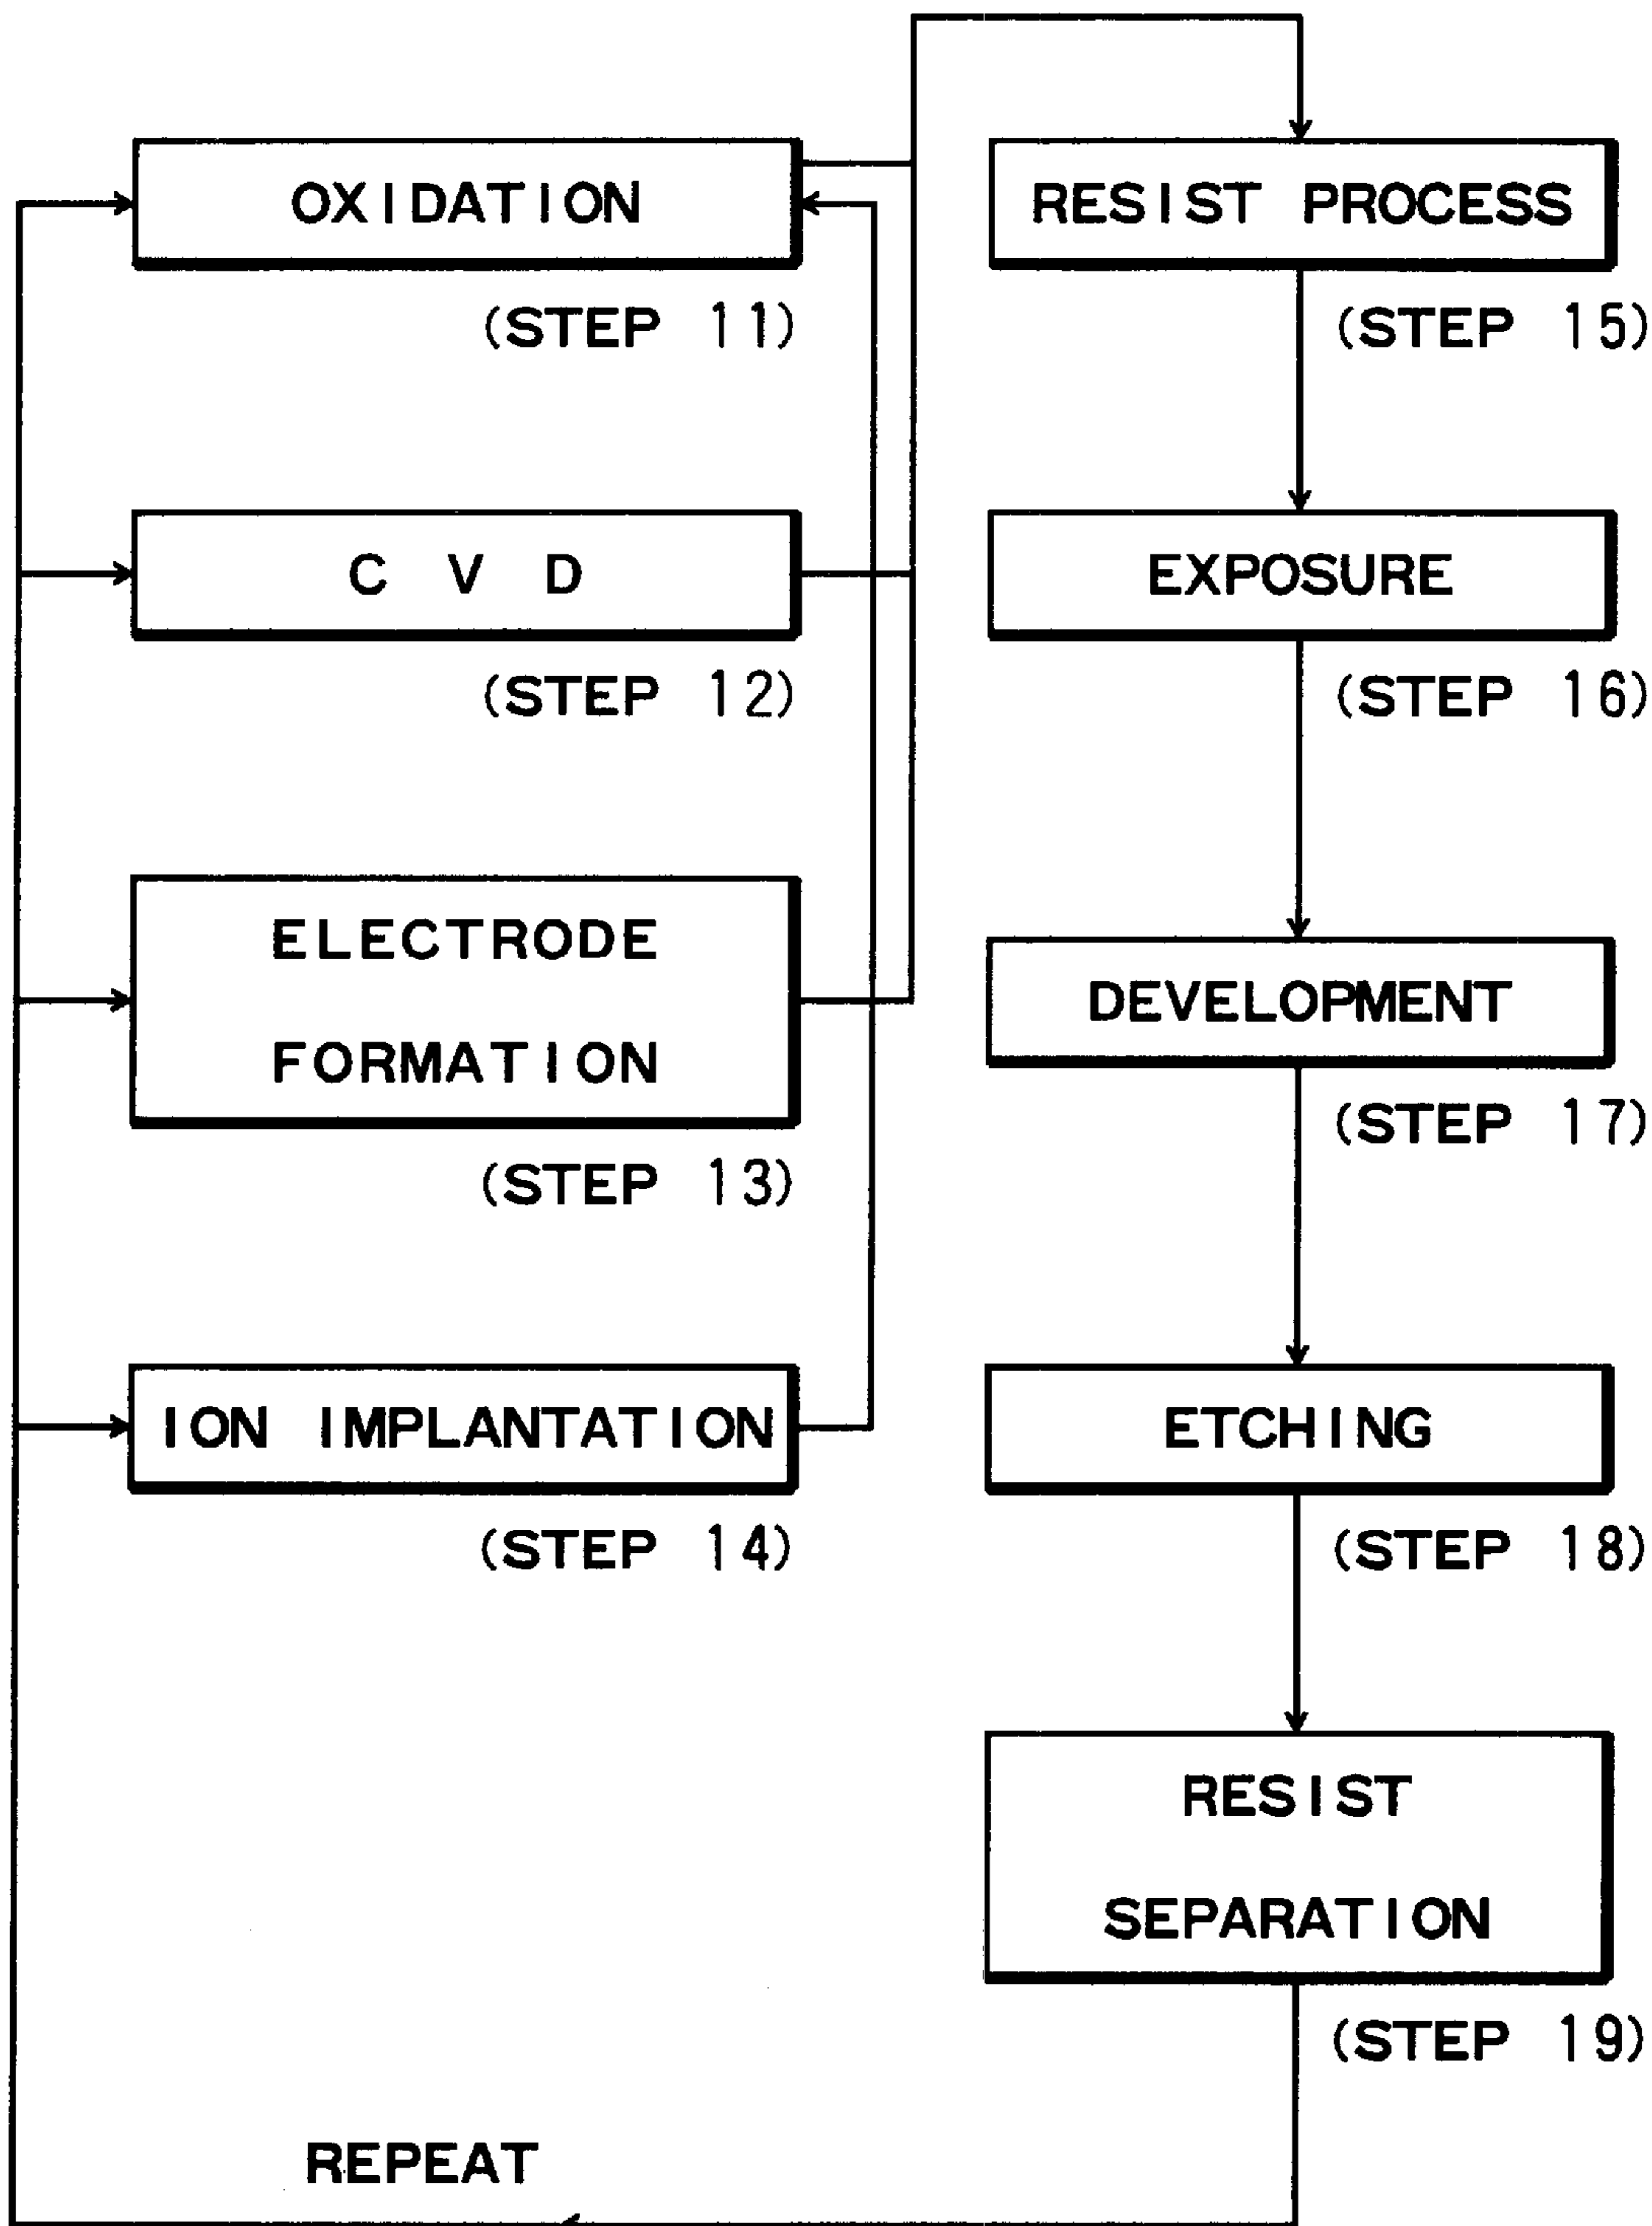 OXIDATION
(STEP 11)
CVD
(STEP 12)
ELECTRODE
FORMATION
(STEP 13)
ION IMPLANTATION
(STEP 14)
RESIST PROCESS
(STEP 15)
EXPOSURE
(STEP 16)
DEVELOPMENT
(STEP 17)
ETCHING
(STEP 18)
RESIST
SEPARATION
(STEP 19)
REPEAT